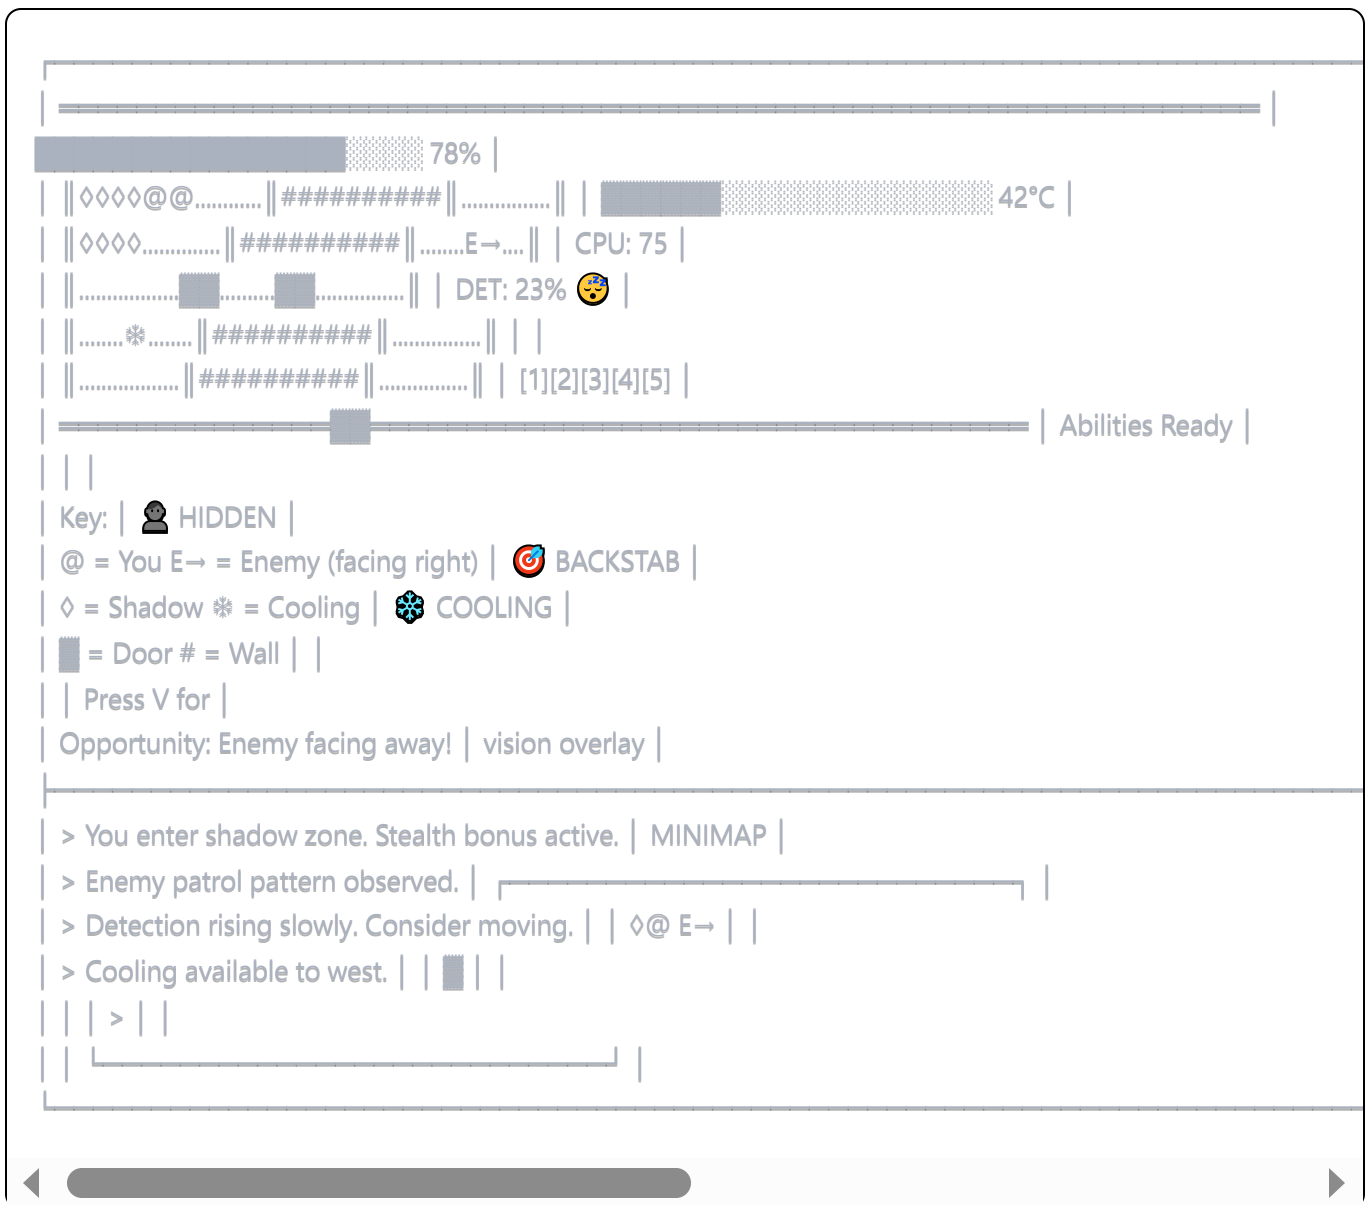 ┌────────────────────────────────────────────────────────────────
│ ════════════════════════════════════════════════════════════ │
████████████████████░░░░░ 78% │
│ ║◊◊◊◊@@............║##########║................║ │ ▓▓▓▓▓▓░░░░░░░░░░░░░░ 42°C │
│ ║◊◊◊◊..............║##########║........E→....║ │ CPU: 75 │
│ ║..................▓▓..........▓▓................║ │ DET: 23% 😴 │
│ ║........❄........║##########║................║ │ │
│ ║..................║##########║................║ │ [1][2][3][4][5] │
│ ══════════════▓▓════════════════════════════════ │ Abilities Ready │
│ │ │
│ Key: │ 👤 HIDDEN │
│ @ = You E→ = Enemy (facing right) │ 🎯 BACKSTAB │
│ ◊ = Shadow ❄ = Cooling │ ❄️ COOLING │
│ ▓ = Door # = Wall │ │
│ │ Press V for │
│ Opportunity: Enemy facing away! │ vision overlay │
├────────────────────────────────────────────────────────────────
│ > You enter shadow zone. Stealth bonus active. │ MINIMAP │
│ > Enemy patrol pattern observed. │ ┌──────────────────────────┐ │
│ > Detection rising slowly. Consider moving. │ │ ◊@ E→ │ │
│ > Cooling available to west. │ │ ▓ │ │
│ │ │ > │ │
│ │ └──────────────────────────┘ │
└────────────────────────────────────────────────────────────────